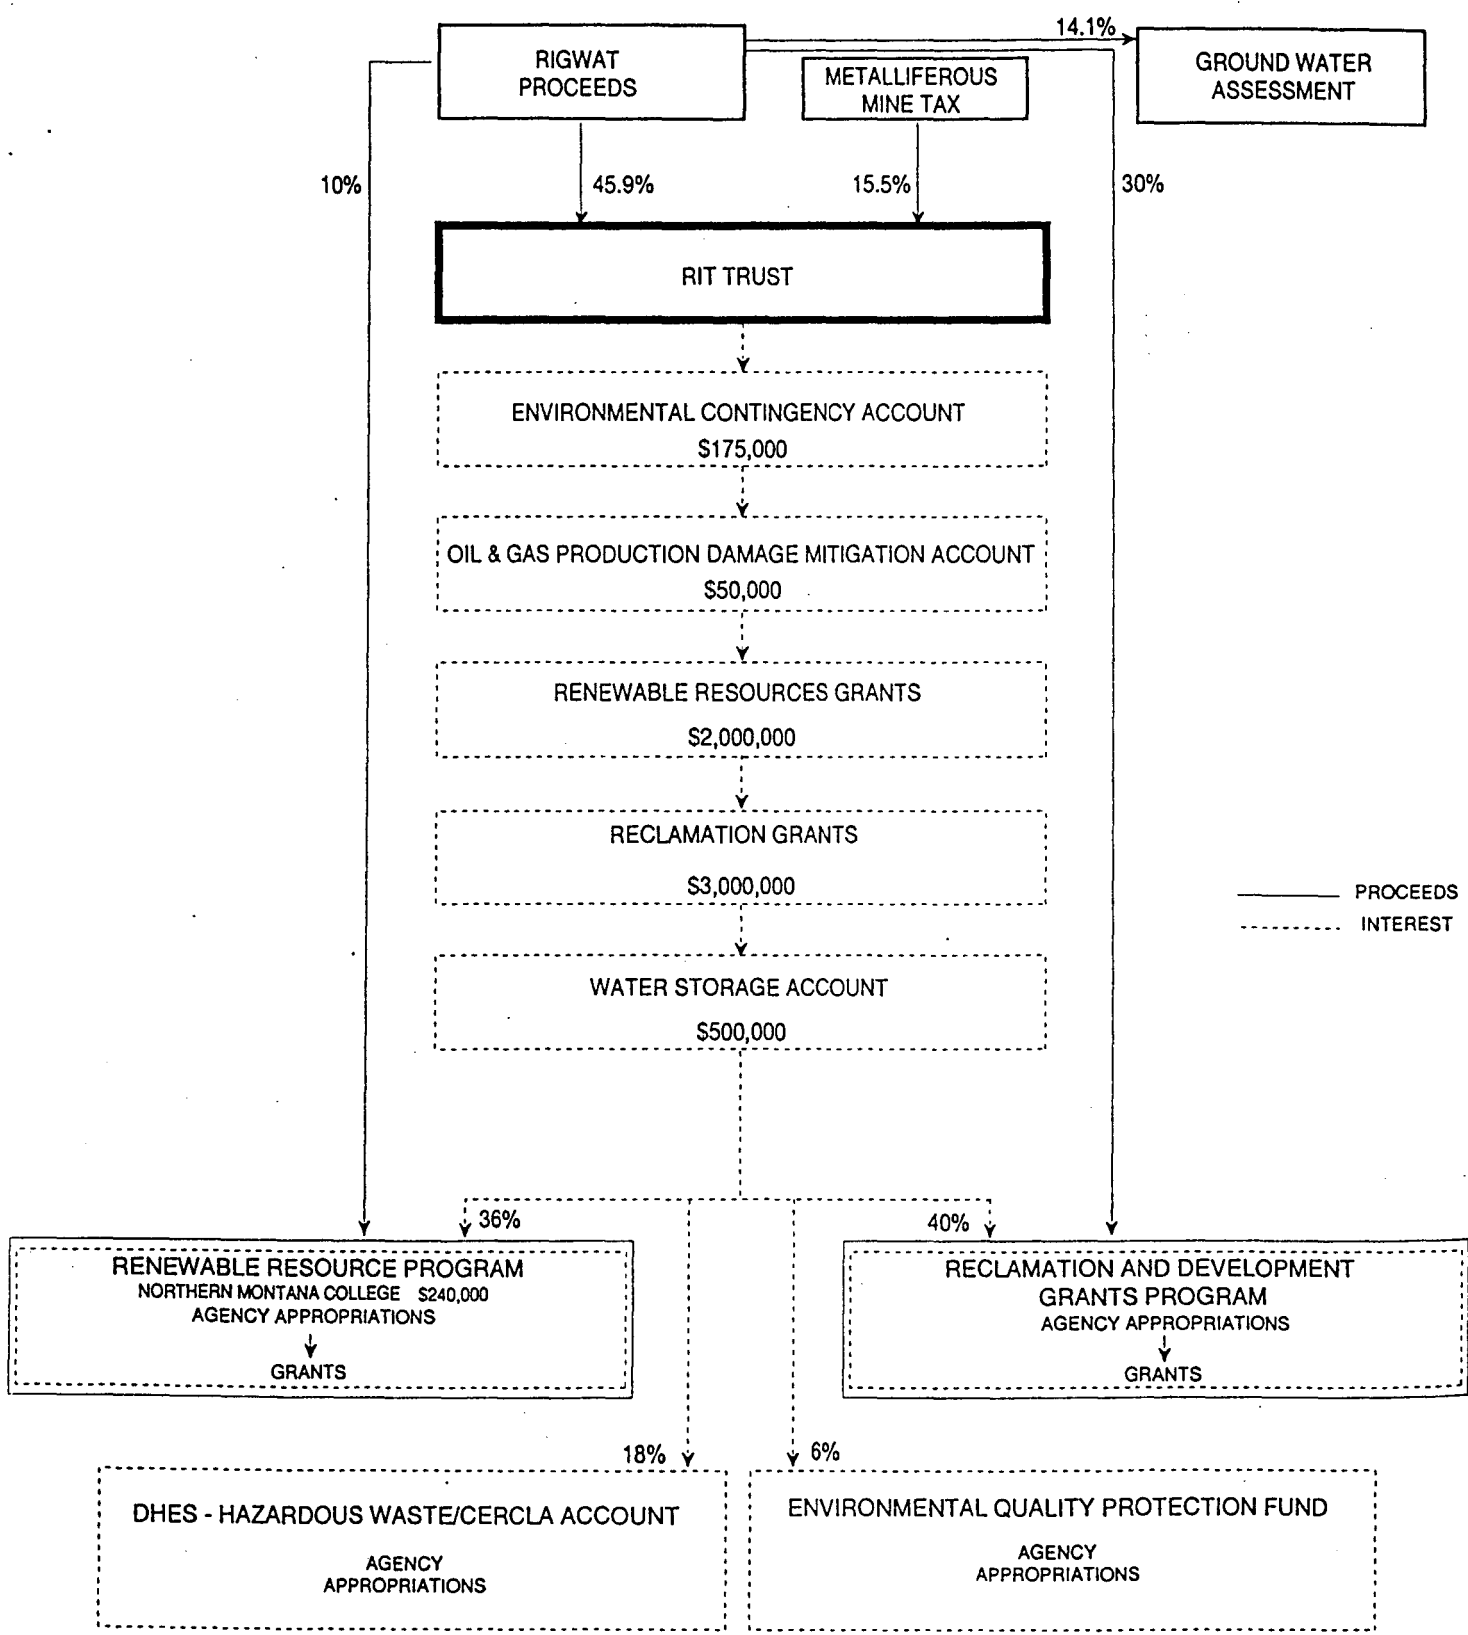 14.1%
RIGWAT
PROCEEDS
METALLIFEROUS
MINE TAX
GROUND WATER
ASSESSMENT
10%
45.9%
15.5%
30%
RIT TRUST
ENVIRONMENTAL CONTINGENCY ACCOUNT
$175,000
OIL & GAS PRODUCTION DAMAGE MITIGATION ACCOUNT
$50,000
RENEWABLE RESOURCES GRANTS
$2,000,000
RECLAMATION GRANTS
$3,000,000
PROCEEDS
INTEREST
WATER STORAGE ACCOUNT
$500,000
36%
40%
RENEWABLE RESOURCE PROGRAM
NORTHERN MONTANA COLLEGE $240,000
AGENCY APPROPRIATIONS
GRANTS
RECLAMATION AND DEVELOPMENT
GRANTS PROGRAM
AGENCY APPROPRIATIONS
GRANTS
18%
6%
DHES - HAZARDOUS WASTE/CERCLA ACCOUNT
AGENCY
APPROPRIATIONS
ENVIRONMENTAL QUALITY PROTECTION FUND
AGENCY
APPROPRIATIONS